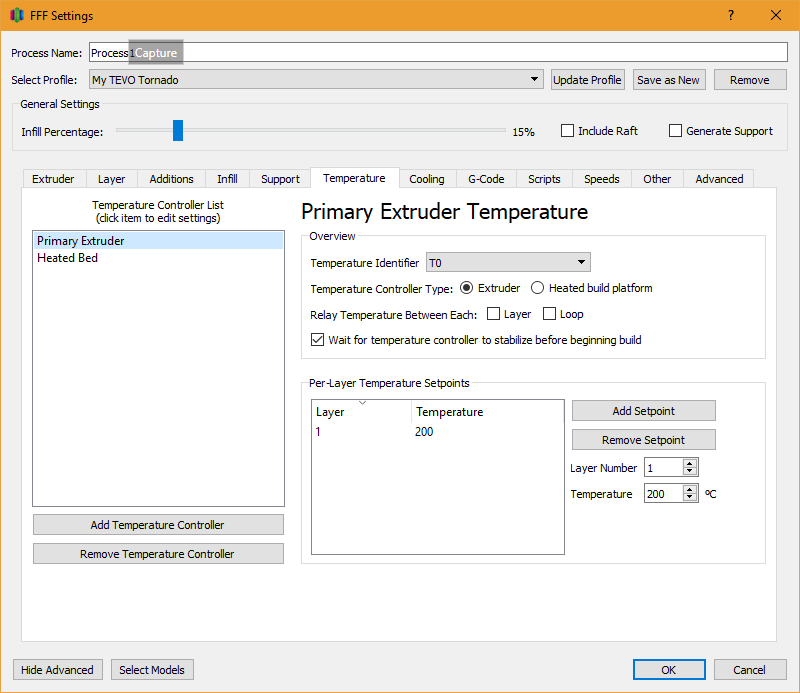 FFF Settings
?
Process Name: Process1 Capture
Select Profile: My TEVO Tornado Update Profile Save as New Remove
General Settings
Infill Percentage: 15% Include Raft Generate Support
Extruder Layer Additions Infill Support Temperature Cooling G-Code Scripts Speeds Other Advanced
Temperature Controller List
(click item to edit settings)
Primary Extruder
Heated Bed
Add Temperature Controller
Remove Temperature Controller
Primary Extruder Temperature
Overview
Temperature Identifier T0
Temperature Controller Type: Extruder Heated build platform
Relay Temperature Between Each: Layer Loop
Wait for temperature controller to stabilize before beginning build
Per-Layer Temperature Setpoints
Layer Temperature
1 200
Add Setpoint
Remove Setpoint
Layer Number 1
Temperature 200 ºC
Hide Advanced Select Models OK Cancel